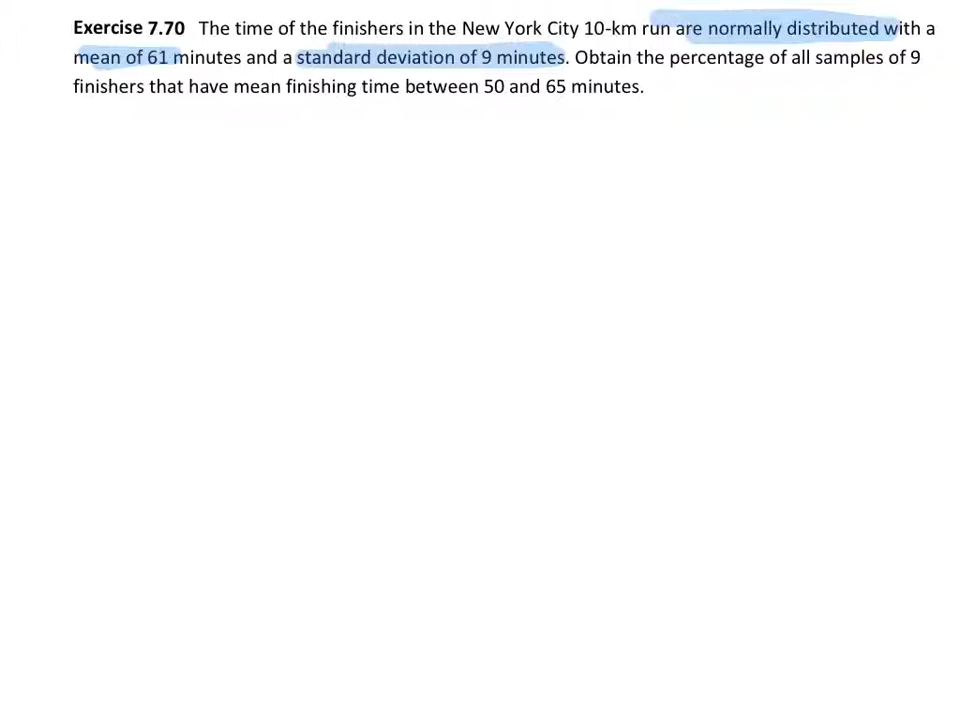 Exercise 7.70 The time of the finishers in the New York City 10-km run are normally distributed with a
mean of 61 minutes and a standard deviation of 9 minutes. Obtain the percentage of all samples of 9
finishers that have mean finishing time between 50 and 65 minutes.